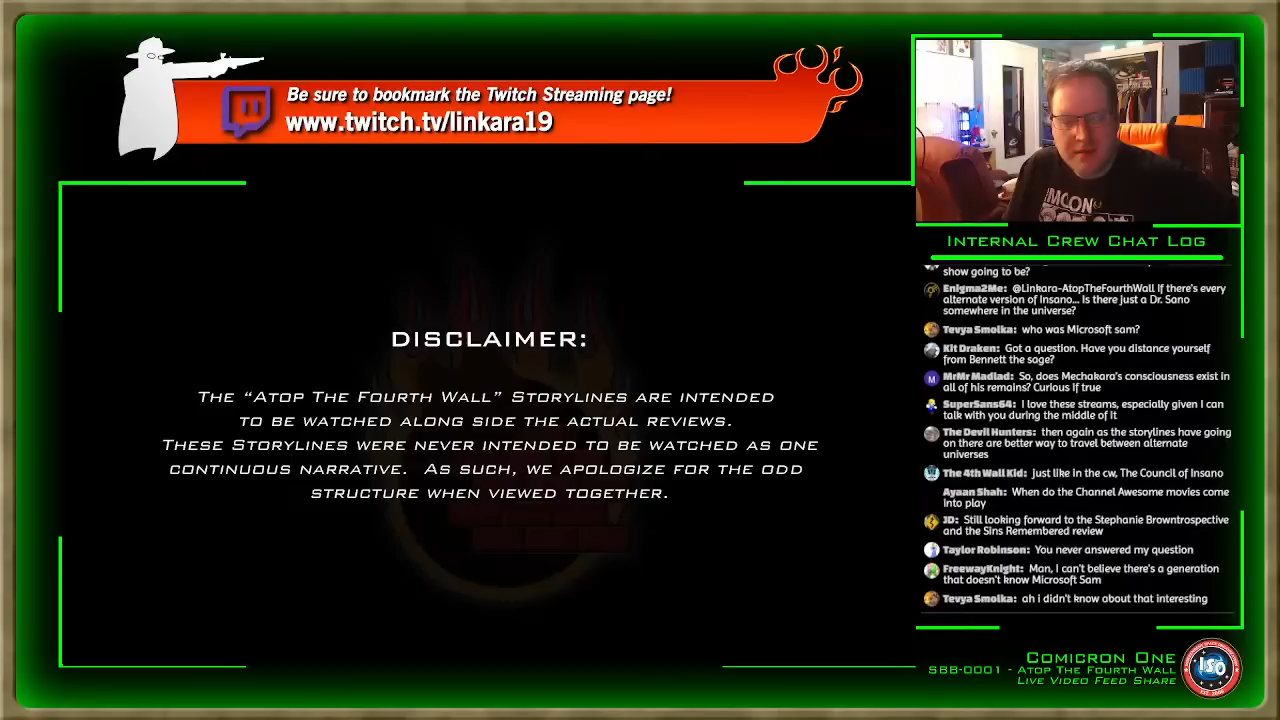 Be sure to bookmark the Twitch Streaming page!
www.twitch.tv/linkara19
MOON
INTERNAL CREW CHAT LOG
show going to be?
Enigma2Me: @Linkara-AtopTheFourthWall If there's every
alternate version of Insano... Is there just a Dr. Sano
somewhere in the universe?
Tevya Smolka: who was Microsoft sam?
Kit Draken: Got a question. Have you distance yourself
from Bennett the sage?
M
MrMr Madlad: So, does Mechakara's consciousness exist in
all of his remains? Curious if true
SuperSans64: I love these streams, especially given I can
talk with you during the middle of it
The Devil Hunters: then again as the storylines have going
on there are better way to travel between alternate
universes
The 4th Wall Kid: just like in the cw, The Council of Insano
Ayaan Shah: When do the Channel Awesome movies come
into play
JD: Still looking forward to the Stephanie Browntrospective
and the Sins Remembered review
Taylor Robinson: You never answered my question
FreewayKnight: Man, I can't believe there's a generation
that doesn't know Microsoft Sam
Tevya Smolka: ah i didn't know about that interesting
DISCLAIMER:
THE "ATOP THE FOURTH WALL" STORYLINES ARE INTENDED
TO BE WATCHED ALONG SIDE THE ACTUAL REVIEWS.
THESE STORYLINES WERE NEVER INTENDED TO BE WATCHED AS ONE
CONTINUOUS NARRATIVE. AS SUCH, WE APOLOGIZE FOR THE ODD
STRUCTURE WHEN VIEWED TOGETHER.
COMICRON ONE
SBB-0001 - ATOP THE FOURTH WALL
LIVE VIDEO FEED SHARE
ISO